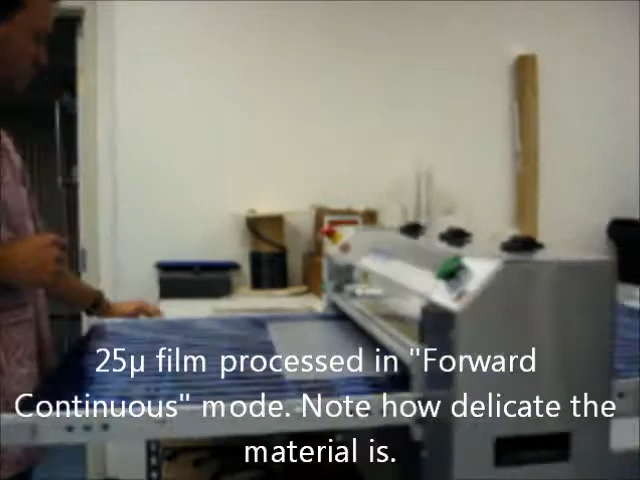 25µ film processed in "Forward
Continuous" mode. Note how delicate the
material is.